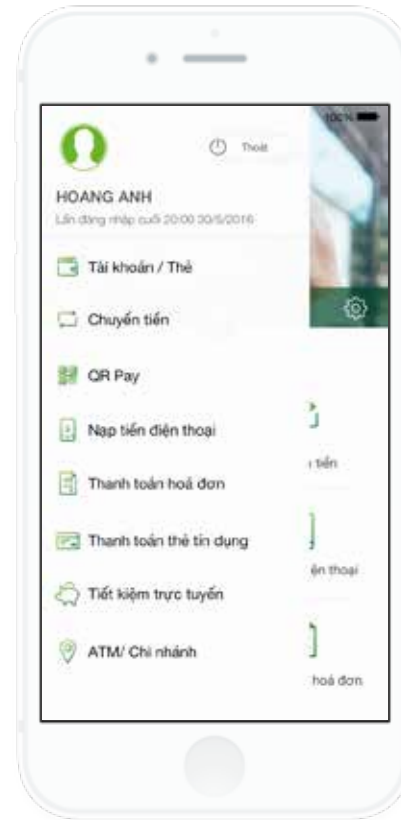 100%
Thoát
HOANG ANH
Lần đăng nhập cuối 20:00 30/5/2016
Tài khoản / Thẻ
Chuyển tiền
QR Pay
Nạp tiền điện thoại
tiền
Thanh toán hoá đơn
Thanh toán thẻ tín dụng
ện thoại
Tiết kiệm trực tuyến
ATM/ Chi nhánh
hoá đơn